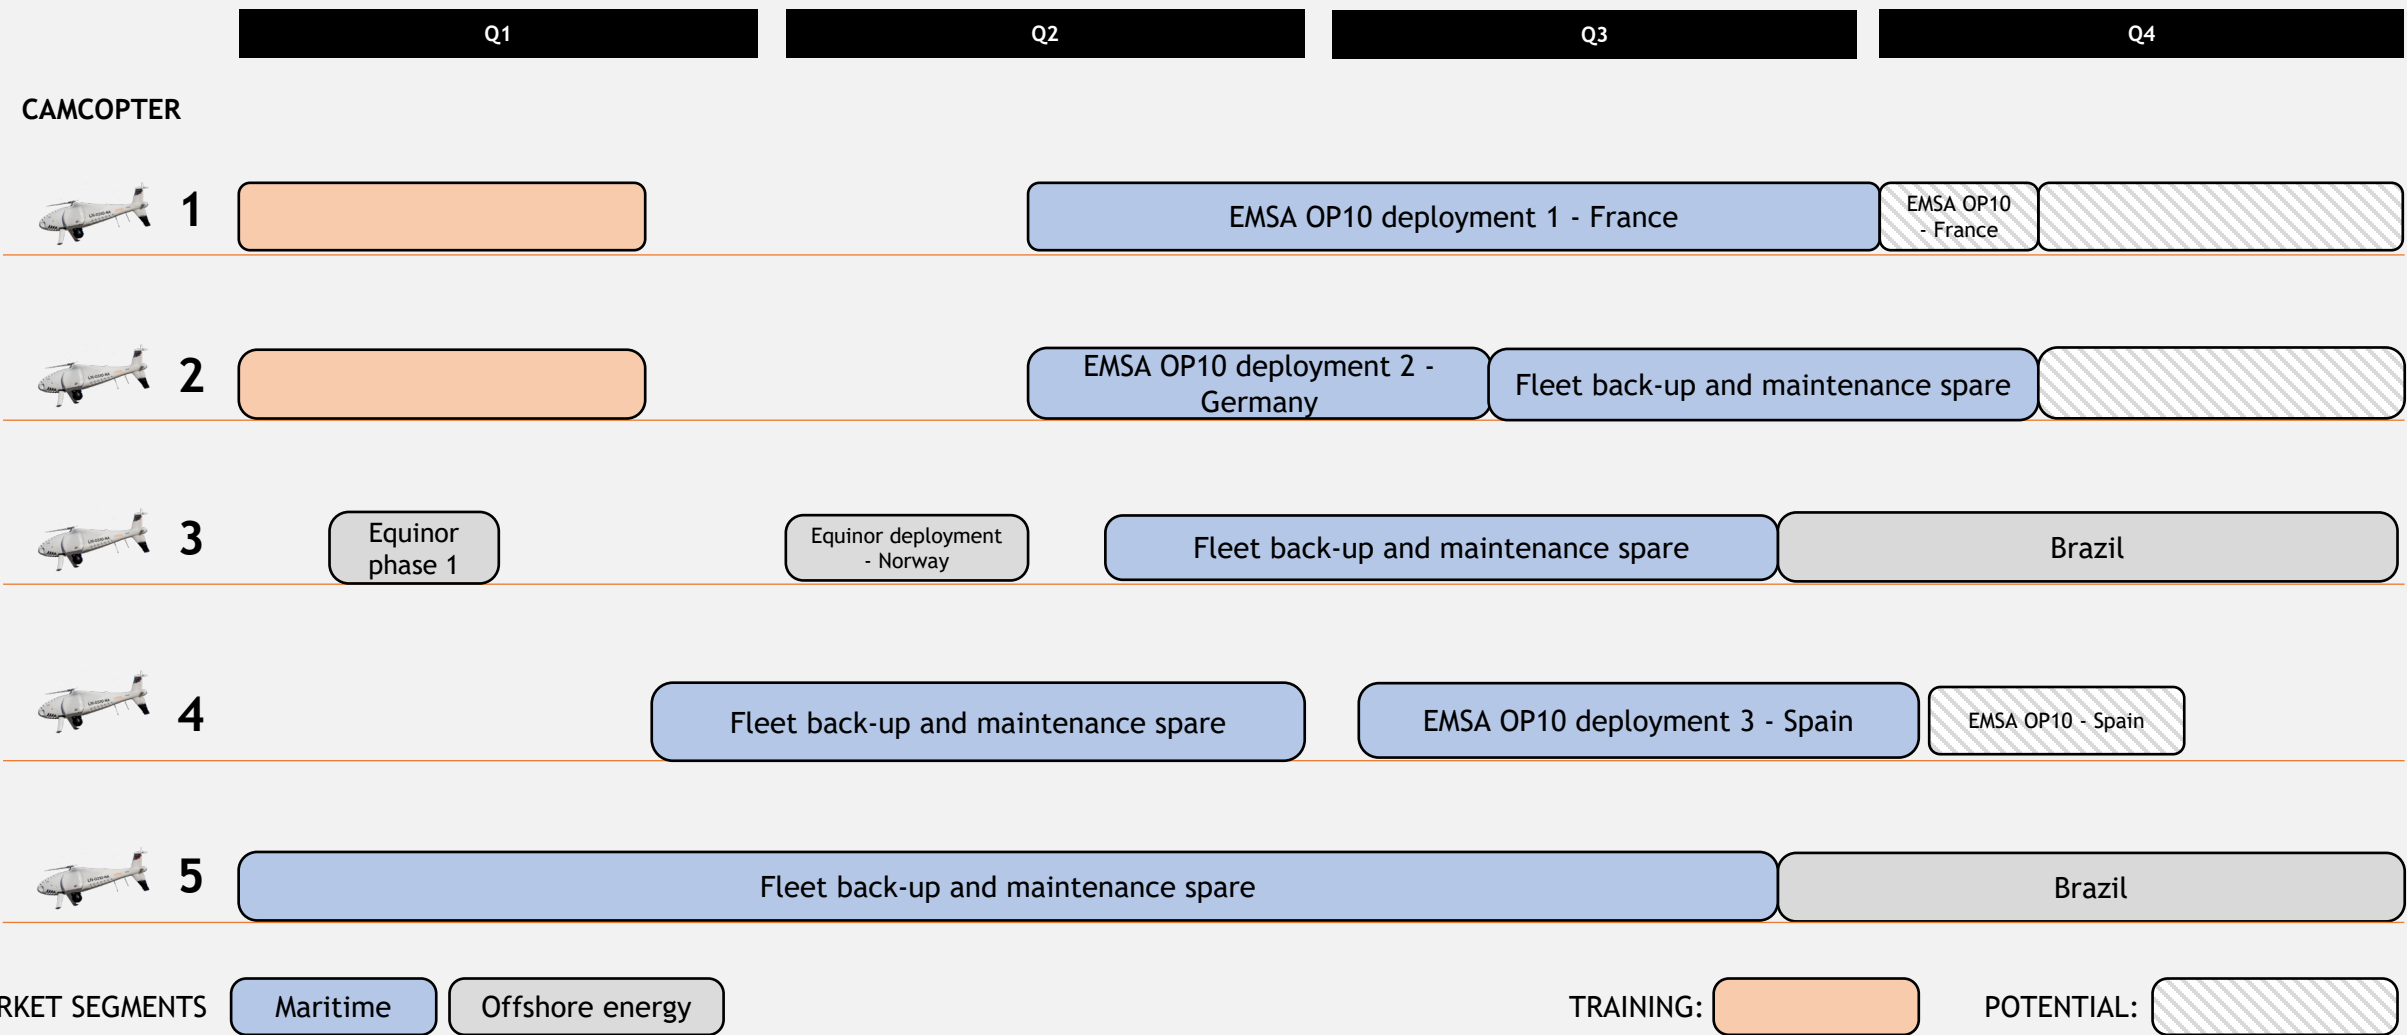 Q1 Q2 Q3 Q4
CAMCOPTER
1
EMSA OP10 deployment 1 - France
EMSA OP10
- France
2
EMSA OP10 deployment 2 -
Germany
Fleet back-up and maintenance spare
3
Equinor
phase 1
Equinor deployment
- Norway
Fleet back-up and maintenance spare
Brazil
4
Fleet back-up and maintenance spare
EMSA OP10 deployment 3 - Spain
EMSA OP10 - Spain
5
Fleet back-up and maintenance spare
Brazil
RKET SEGMENTS
Maritime
Offshore energy
TRAINING:
POTENTIAL: